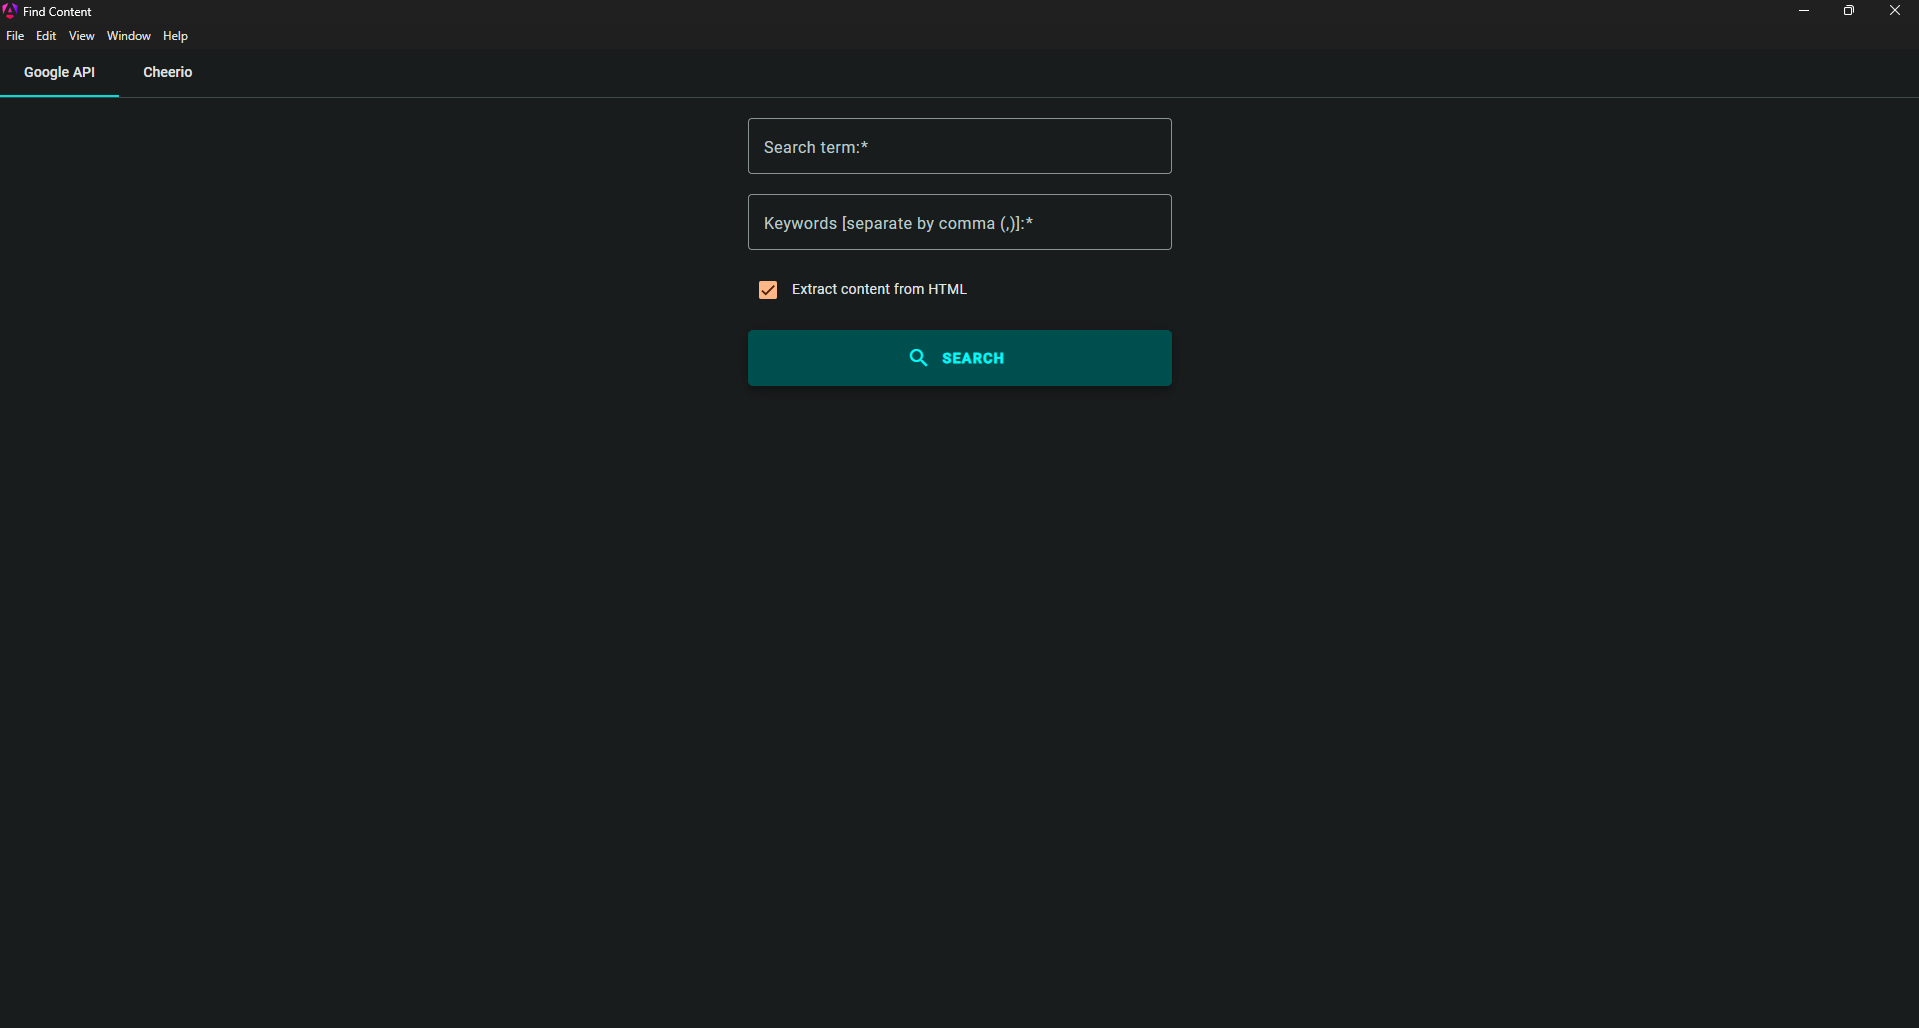 Find Content
File Edit View Window Help
Google API Cheerio
Search term:*
Keywords [separate by comma (,)]:*
Extract content from HTML
SEARCH